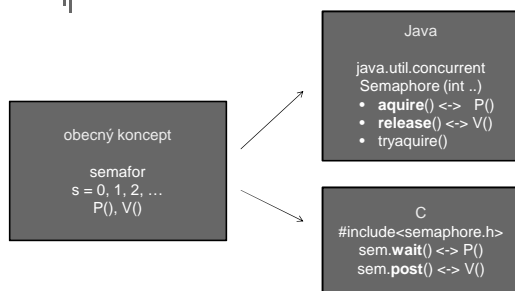 obecný koncept
semafor
s = 0, 1, 2, …
P(), V()
Java
java.util.concurrent
Semaphore (int ..)
• aquire() <-> P()
• release() <-> V()
• tryaquire()
C
#include<semaphore.h>
sem.wait() <-> P()
sem.post() <-> V()